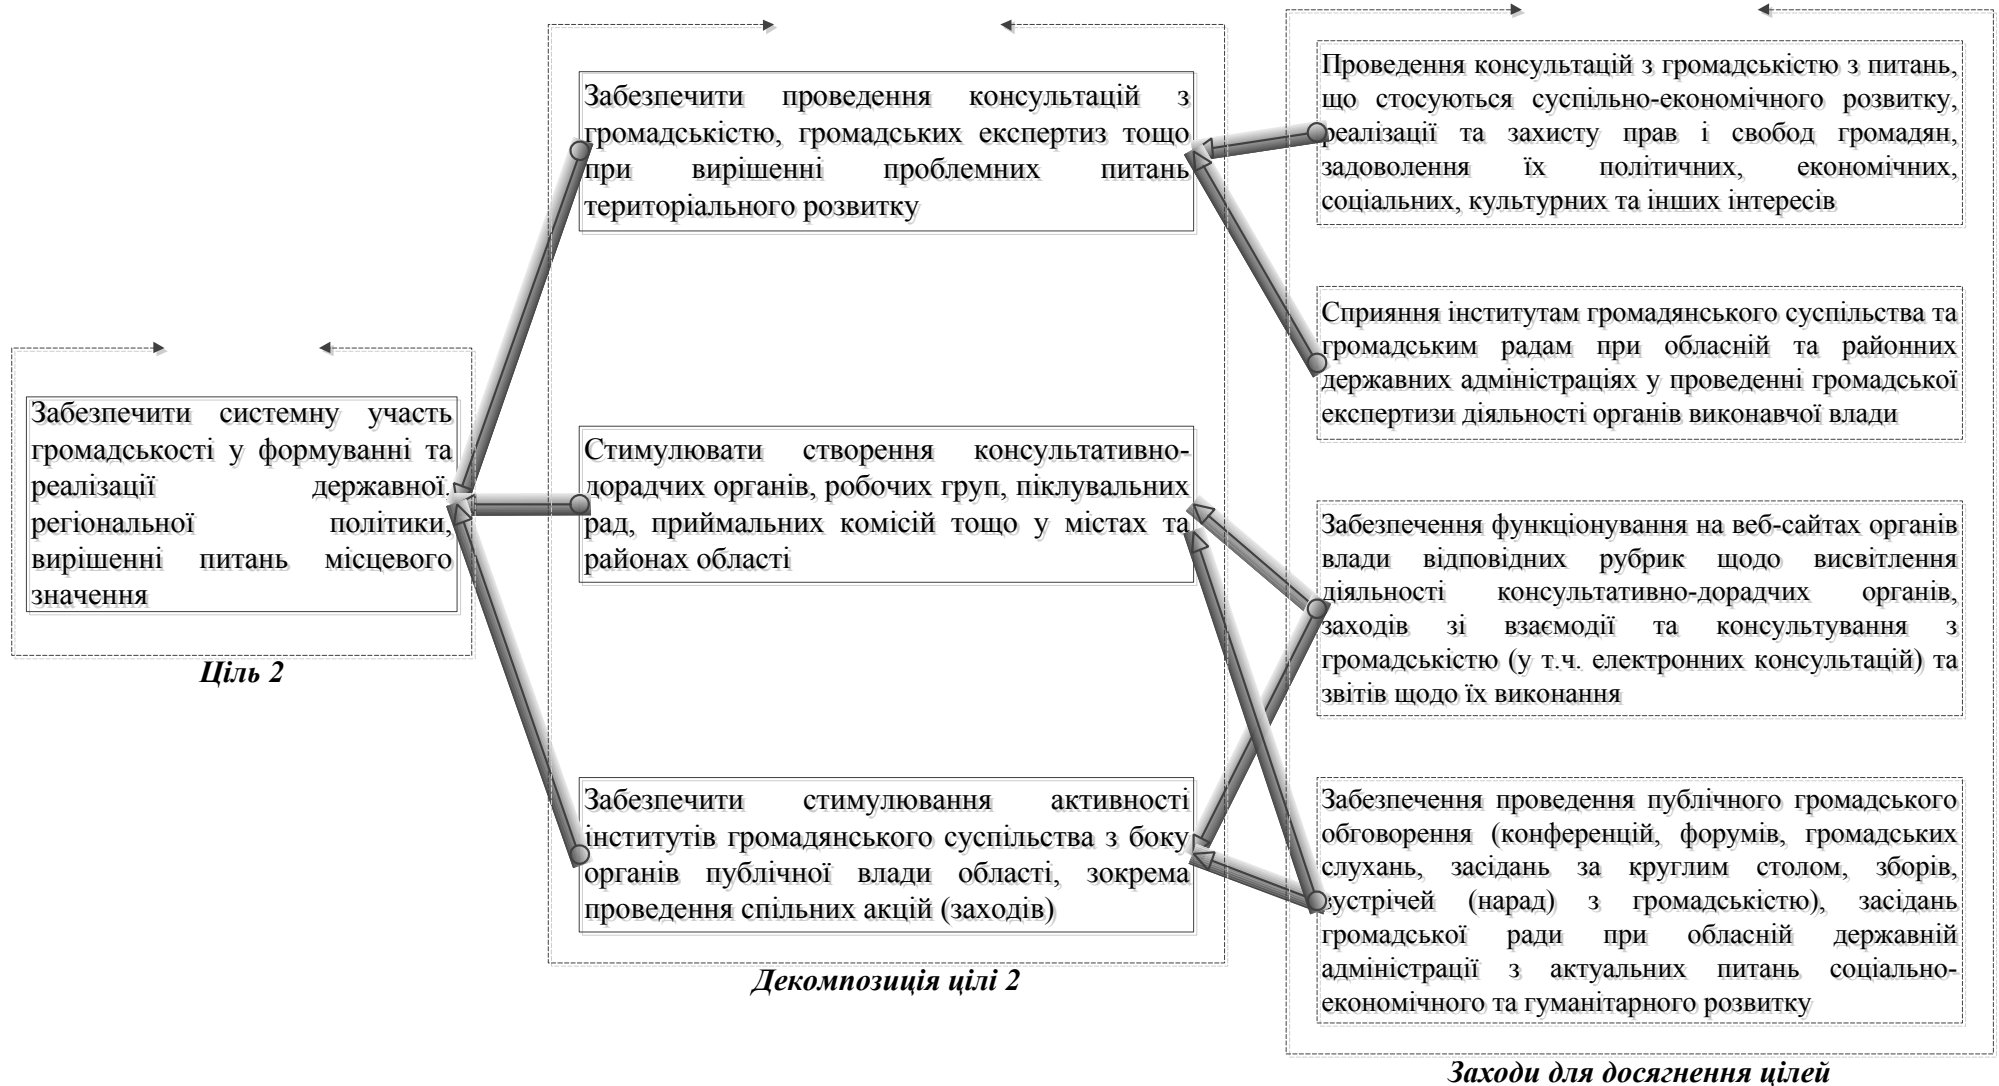 Забезпечити системну участь
громадськості у формуванні та
реалізації державної,
регіональної політики,
вирішенні питань місцевого
значення
Ціль 2
Забезпечити проведення консультацій з
громадськістю, громадських експертиз тощо
при вирішенні проблемних питань
територіального розвитку
Стимулювати створення консультативно-
дорадчих органів, робочих груп, піклувальних
рад, приймальних комісій тощо у містах та
районах області
Забезпечити стимулювання активності
інститутів громадянського суспільства з боку
органів публічної влади області, зокрема
проведення спільних акцій (заходів)
Декомпозиція цілі 2
Проведення консультацій з громадськістю з питань,
що стосуються суспільно-економічного розвитку,
реалізації та захисту прав і свобод громадян,
задоволення їх політичних, економічних,
соціальних, культурних та інших інтересів
Сприяння інститутам громадянського суспільства та
громадським радам при обласній та районних
державних адміністраціях у проведенні громадської
експертизи діяльності органів виконавчої влади
Забезпечення функціонування на веб-сайтах органів
влади відповідних рубрик щодо висвітлення
діяльності консультативно-дорадчих органів,
заходів зі взаємодії та консультування з
громадськістю (у т.ч. електронних консультацій) та
звітів щодо їх виконання
Забезпечення проведення публічного громадського
обговорення (конференцій, форумів, громадських
слухань, засідань за круглим столом, зборів,
зустрічей (нарад) з громадськістю), засідань
громадської ради при обласній державній
адміністрації з актуальних питань соціально-
економічного та гуманітарного розвитку
Заходи для досягнення цілей